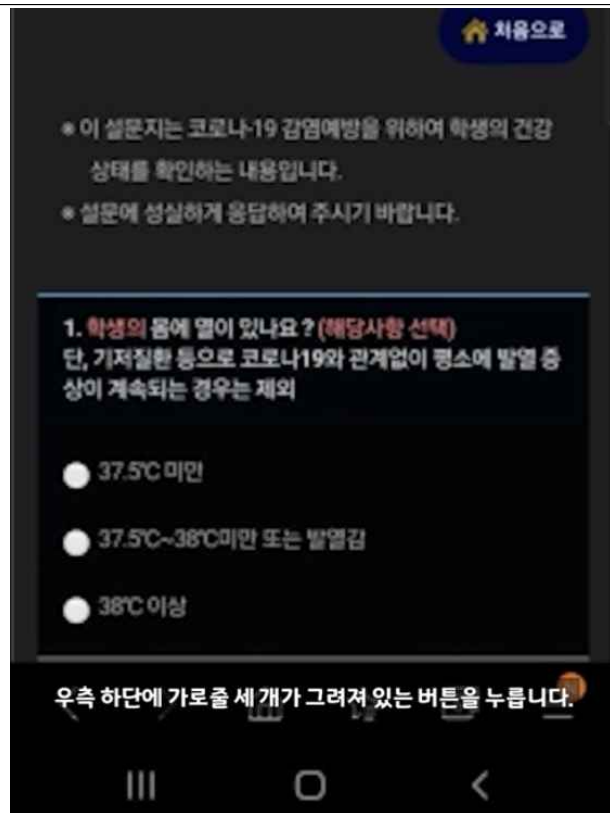 처음으로
* 이 설문지는 코로나-19 감염예방을 위하여 학생의 건강
상태를 확인하는 내용입니다.
* 설문에 성실하게 응답하여 주시기 바랍니다.
1. 학생의 몸에 열이 있나요 ? (해당사항 선택)
단, 기저질환 등으로 코로나19와 관계없이 평소에 발열 증
상이 계속되는 경우는 제외
37.5℃ 미만
37.5℃~38℃미만 또는 발열감
38℃ 이상
우측 하단에 가로줄 세 개가 그려져 있는 버튼을 누릅니다.